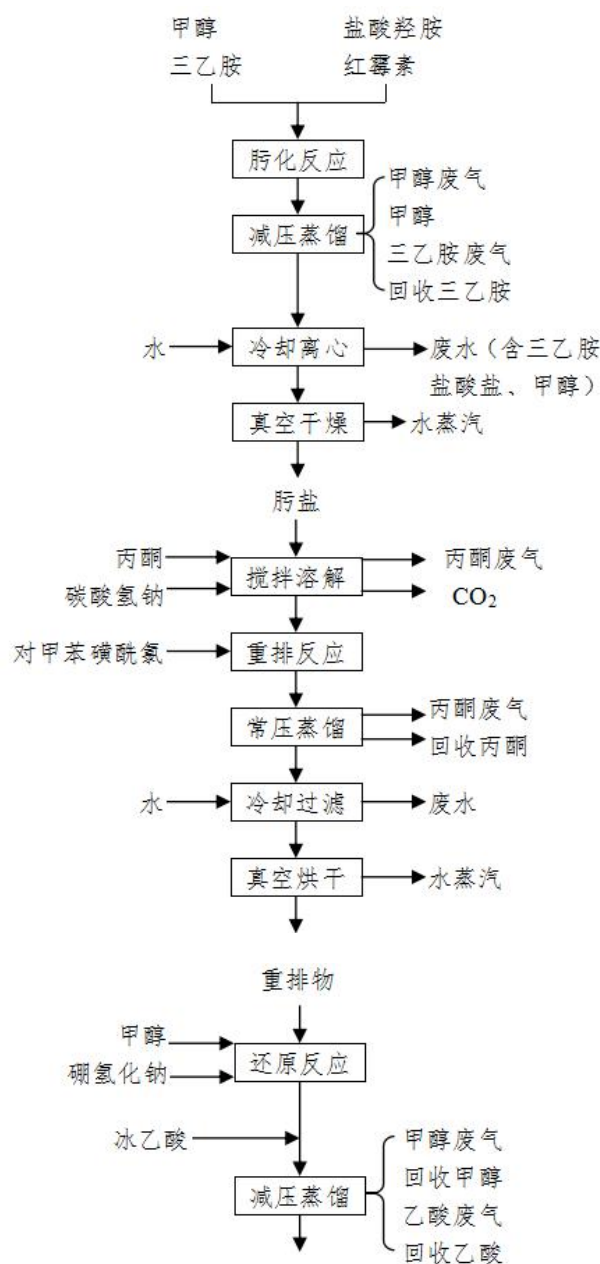 甲醇 盐酸羟胺
三乙胺 红霉素
肟化反应
甲醇废气
减压蒸馏 甲醇
三乙胺废气
回收三乙胺
水 冷却离心 废水（含三乙胺
盐酸盐、甲醇）
真空干燥 水蒸汽
肟盐
丙酮 丙酮废气
搅拌溶解
碳酸氢钠 CO₂
对甲苯磺酰氯 重排反应
丙酮废气
常压蒸馏
回收丙酮
水 冷却过滤 废水
真空烘干 水蒸汽
重排物
甲醇
还原反应
硼氢化钠
冰乙酸
甲醇废气
回收甲醇
减压蒸馏
乙酸废气
回收乙酸